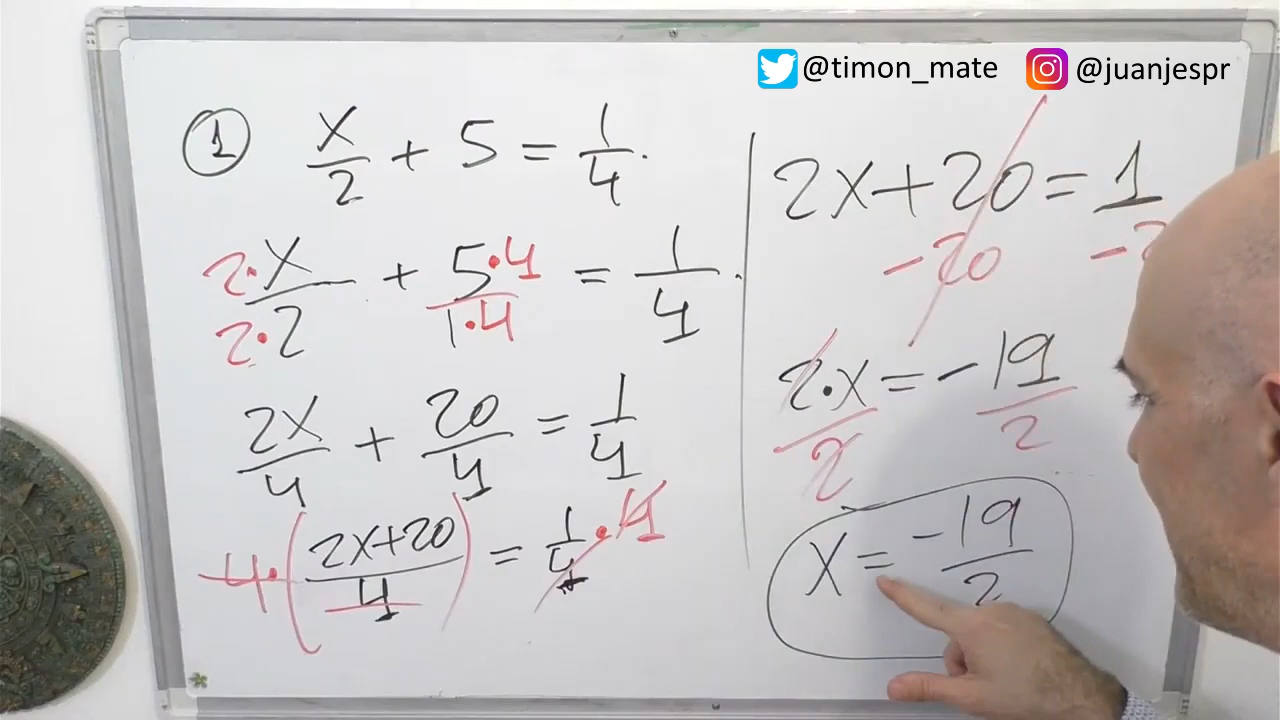 @timon_mate @juanjespr
1 x/2 + 5 = 1/4.
2·x/2·2 + 5·4/1·4 = 1/4.
2x/4 + 20/4 = 1/4
4·(2x+20/4) = 1/4·4
2x+20=1
-20 -2
2·x/2 = -19/2
x = -19/2